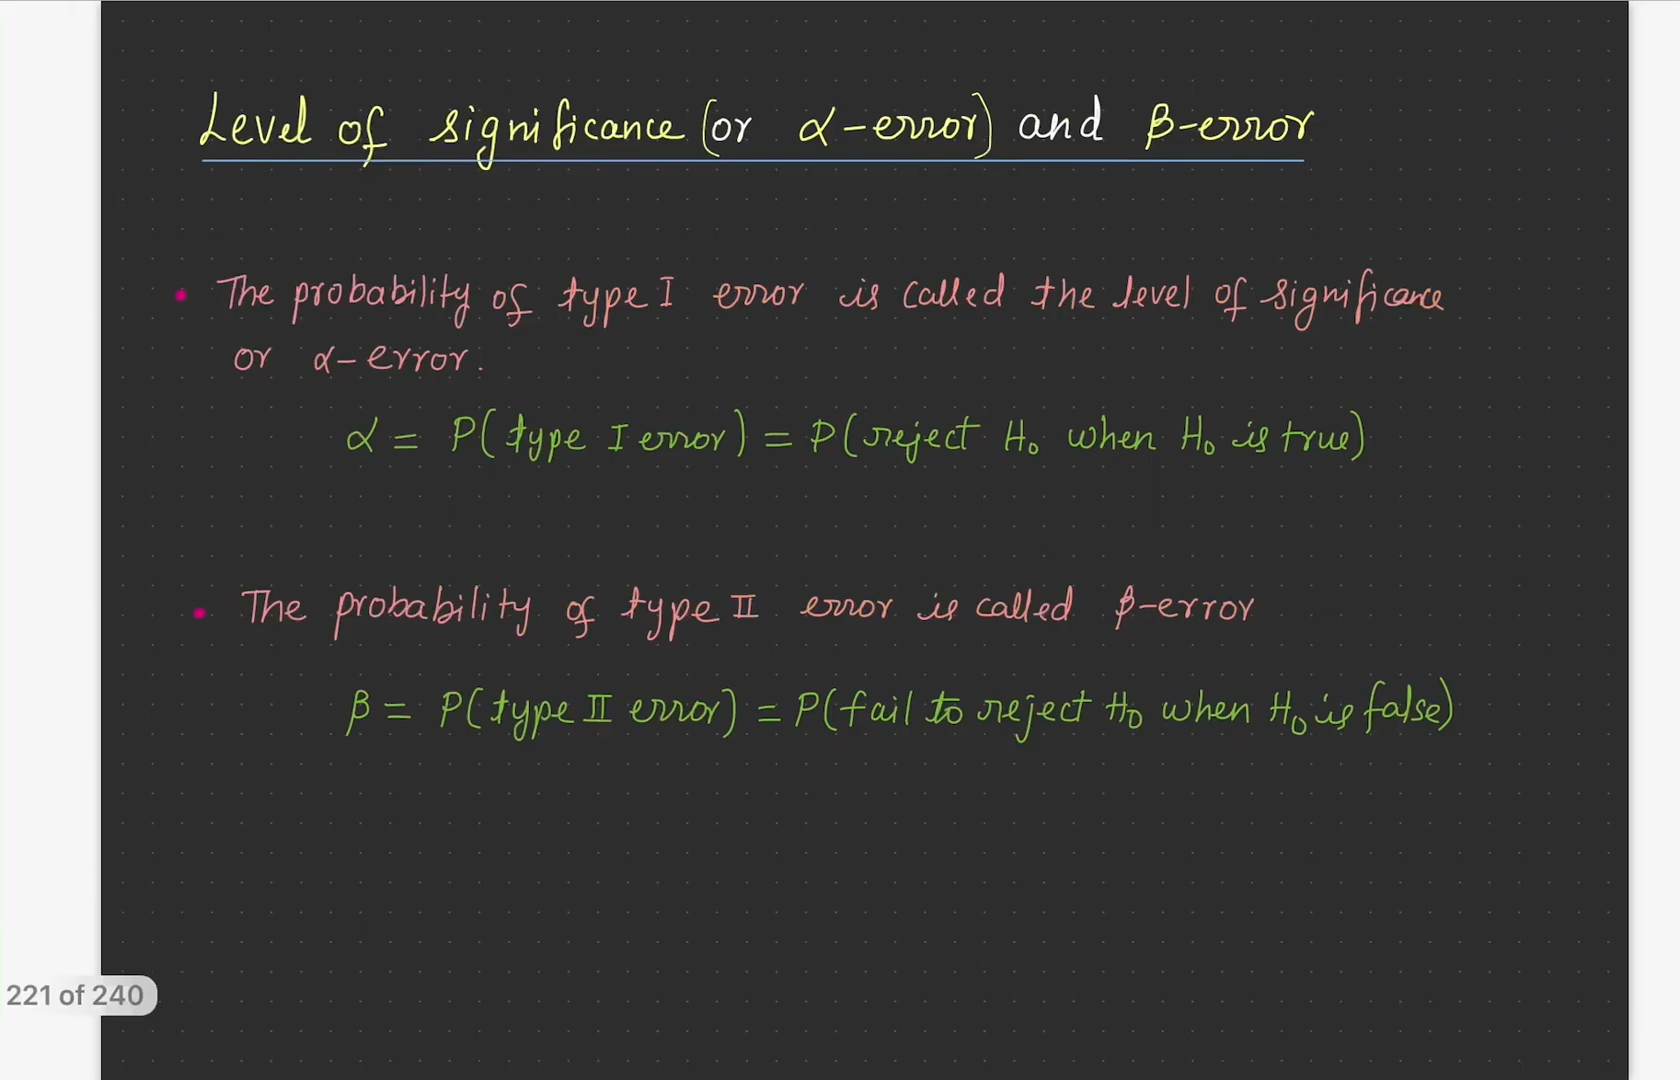 Level of significance (or α-error) and β-error
• The probability of type I error is called the level of significance
or α-error.
α = P(type I error) = P(reject H₀ when H₀ is true)
• The probability of type II error is called β-error
β = P(type II error) = P(fail to reject H₀ when H₀ is false)
221 of 240